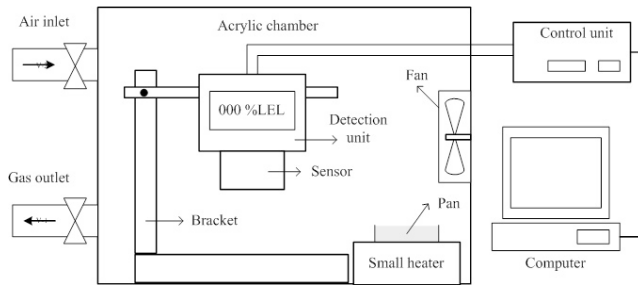 Air inlet
Acrylic chamber
Control unit
Fan
000 %LEL
Detection
unit
Gas outlet
Sensor
Bracket
Pan
Small heater
Computer